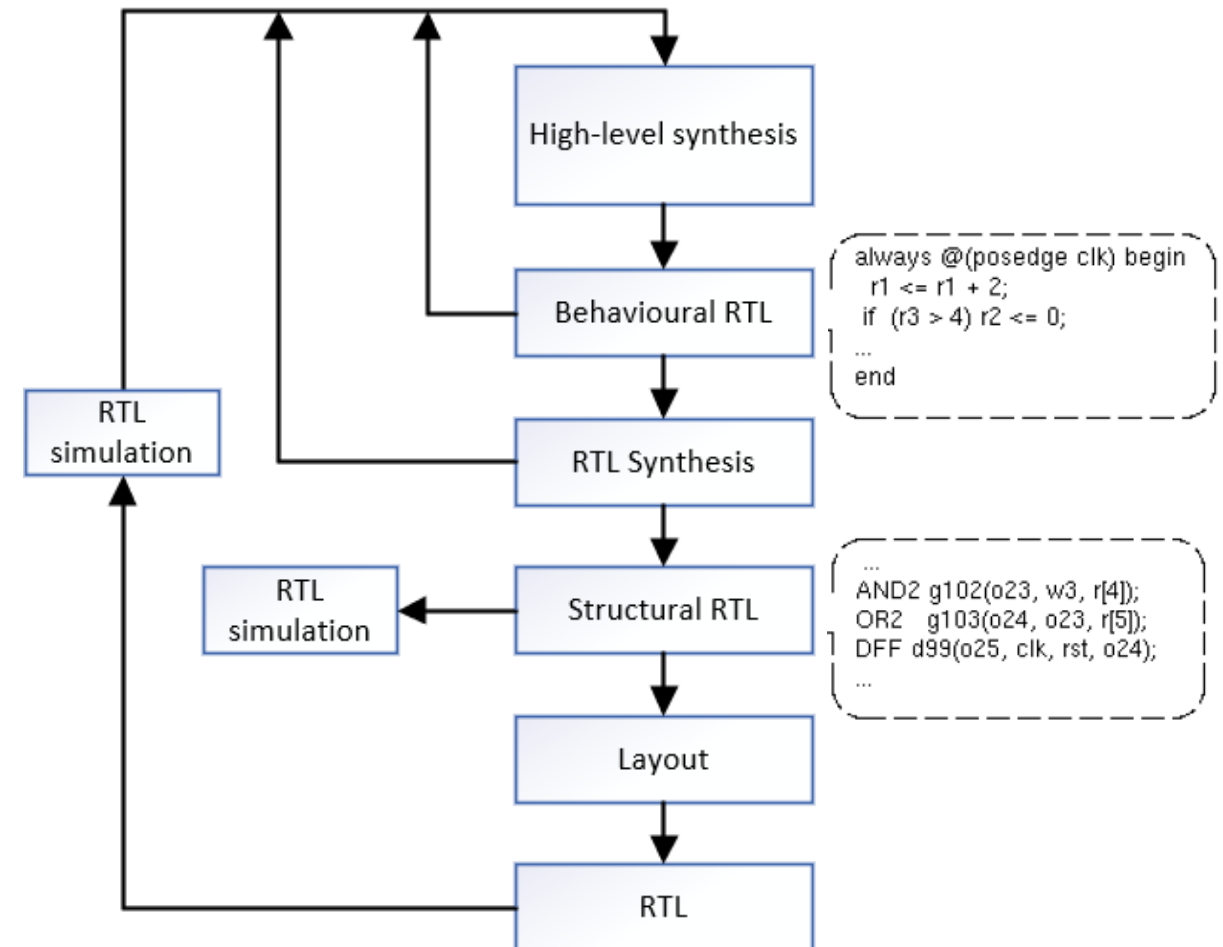 High-level synthesis
always @(posedge clk) begin
r1 <= r1 + 2;
if (r3 > 4) r2 <= 0;
...
end
Behavioural RTL
RTL
simulation
RTL Synthesis
...
AND2 g102(o23, w3, r[4]);
OR2 g103(o24, o23, r[5]);
DFF d99(o25, clk, rst, o24);
...
RTL
simulation
Structural RTL
Layout
RTL